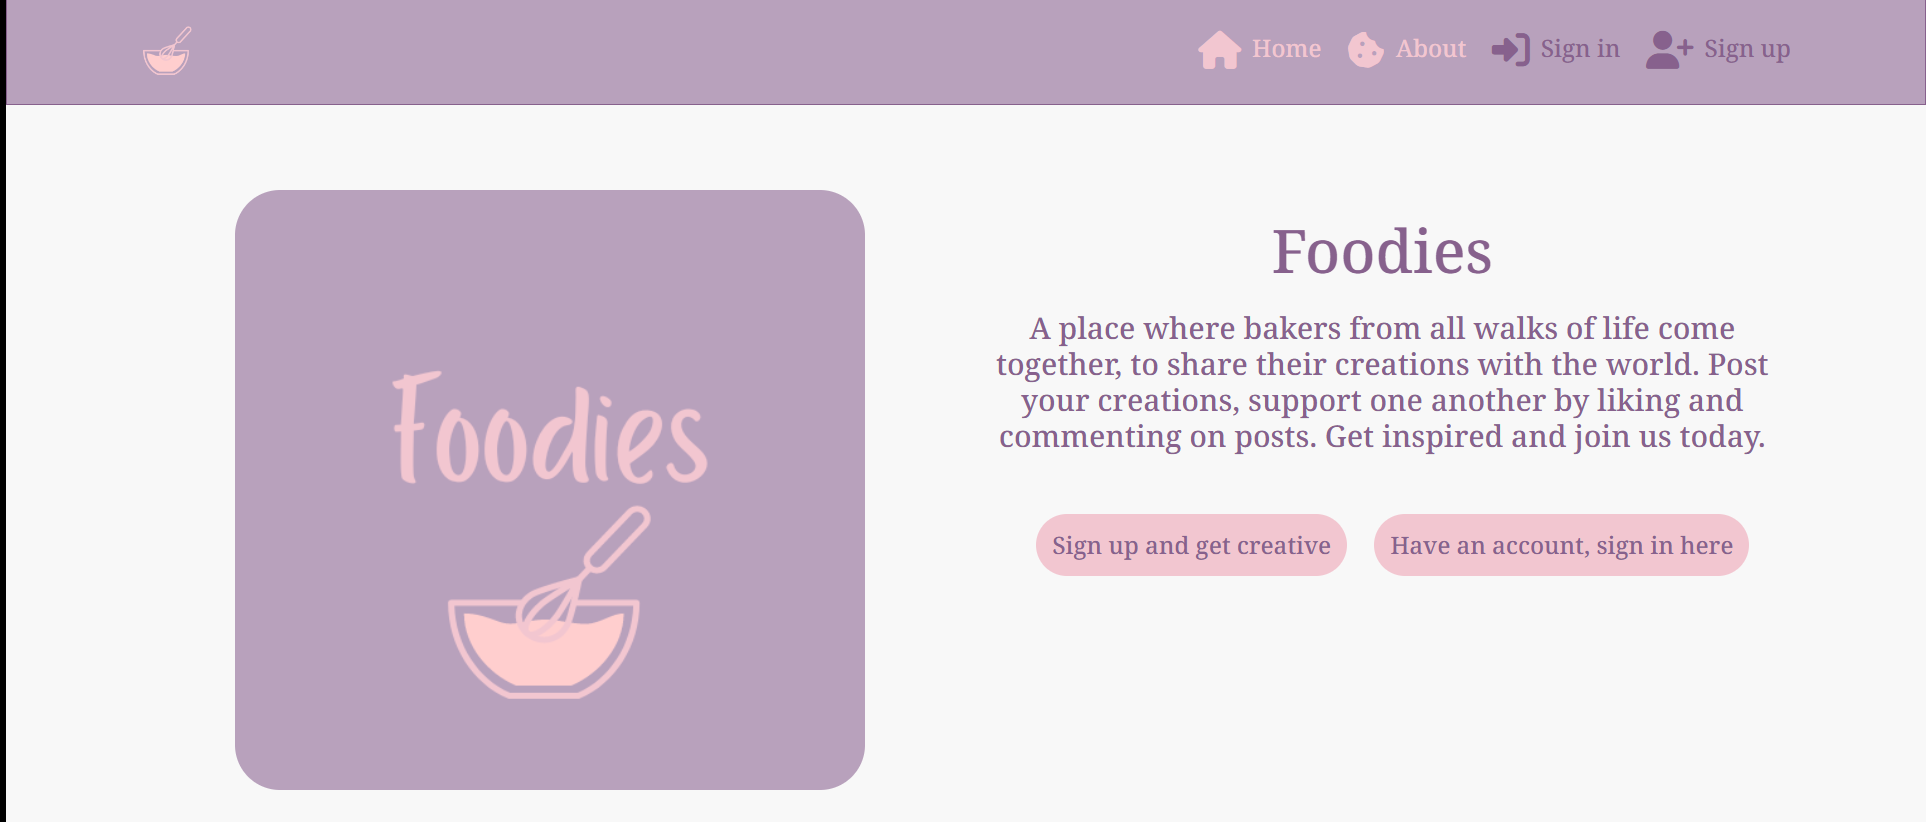 Home About Sign in Sign up
Foodies
Foodies
A place where bakers from all walks of life come
together, to share their creations with the world. Post
your creations, support one another by liking and
commenting on posts. Get inspired and join us today.
Sign up and get creative
Have an account, sign in here